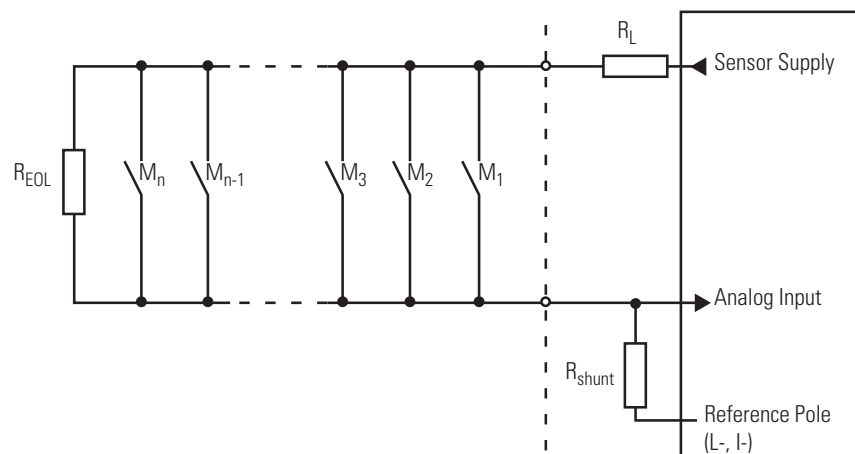 R_L
Sensor Supply
R_EOL
M_n
M_n-1
M_3
M_2
M_1
Analog Input
R_shunt
Reference Pole
(L-, I-)